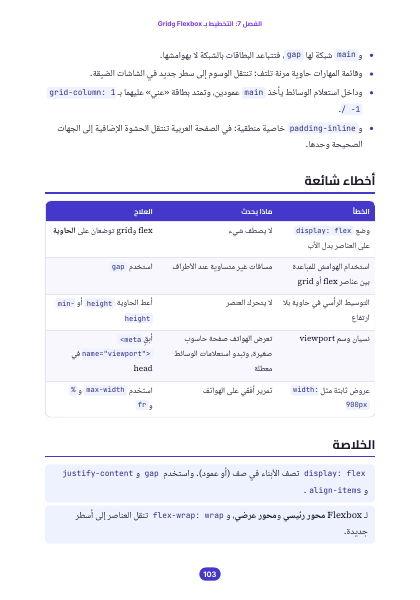 الفصل 7: التخطيط بـ Flexbox وGrid
وmain شبكة لها gap، فتتباعد البطاقات بالشبكة لا بهوامشها.
وقائمة المهارات حاوية مرنة تلتف: تنتقل الوسوم إلى سطر جديد في الشاشات الضيقة.
وداخل استعلام الوسائط يأخذ main عمودين، وتمتد بطاقة «عني» عليهما بـ grid-column: 1
/ -1.
وpadding-inline خاصية منطقية: في الصفحة العربية تنتقل الحشوة الإضافية إلى الجهات
الصحيحة وحدها.
أخطاء شائعة
الخطأ ماذا يحدث العلاج
وضع display: flex لا يصطف شيء flex وgrid توضعان على الحاوية
على العناصر بدل الأب
استخدام الهوامش للمباعدة مسافات غير متساوية عند الأطراف استخدم gap
بين عناصر flex أو grid
التوسيط الرأسي في حاوية بلا لا يتحرك العنصر أعط الحاوية height أو min-
ارتفاع height
نسيان وسم viewport تعرض الهواتف صفحة حاسوب أبقِ <meta
صغيرة، وتبدو استعلامات الوسائط name="viewport"> في
معطلة head
عروض ثابتة مثل width: تمرير أفقي على الهواتف استخدم max-width و %
900px و fr
الخلاصة
display: flex تصف الأبناء في صف (أو عمود). واستخدم gap و justify-content
و align-items .
لـ Flexbox محور رئيسي ومحور عرضي، و flex-wrap: wrap تنقل العناصر إلى أسطر
جديدة.
103